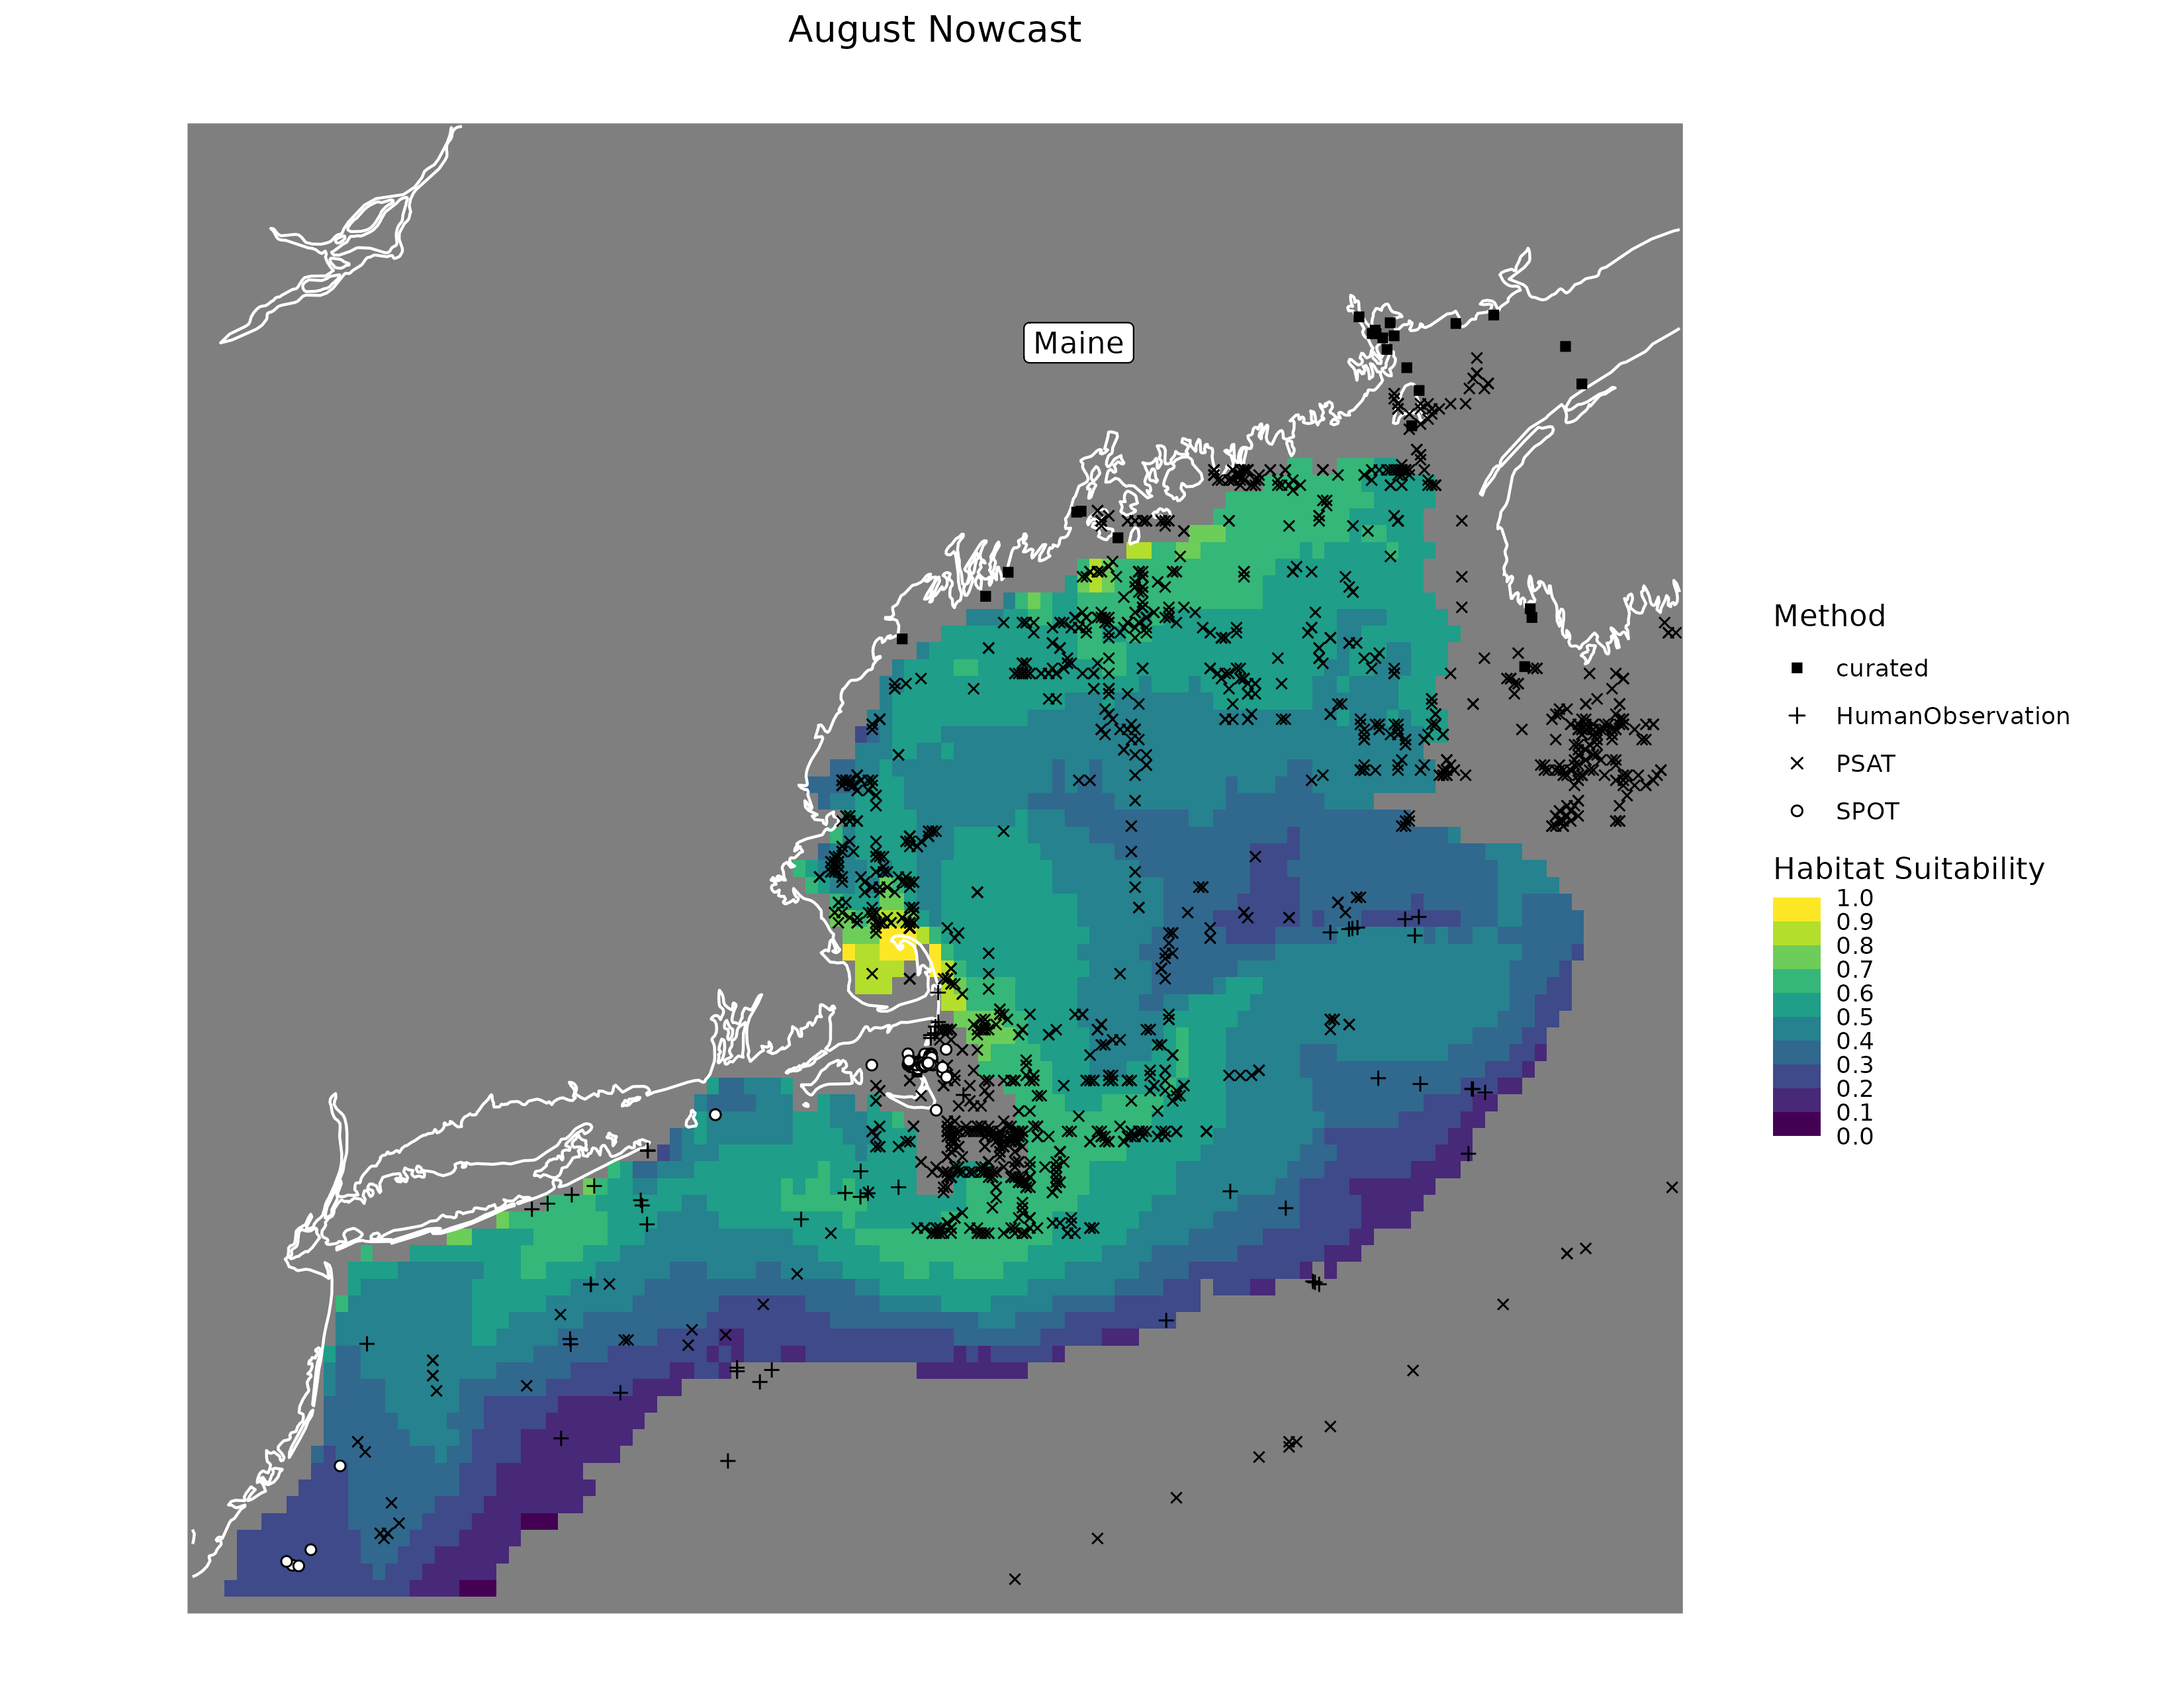 August Nowcast
Maine
Method
curated
HumanObservation
PSAT
SPOT
Habitat Suitability
1.0
0.9
0.8
0.7
0.6
0.5
0.4
0.3
0.2
0.1
0.0